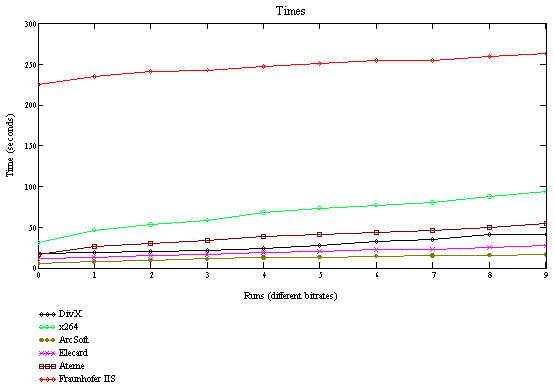 Times
300
250
200
150
100
50
0
Time (seconds)
0 1 2 3 4 5 6 7 8 9
Runs (different bitrates)
DivX
x264
ArcSoft
Elecard
Ateme
Fraunhofer IIS